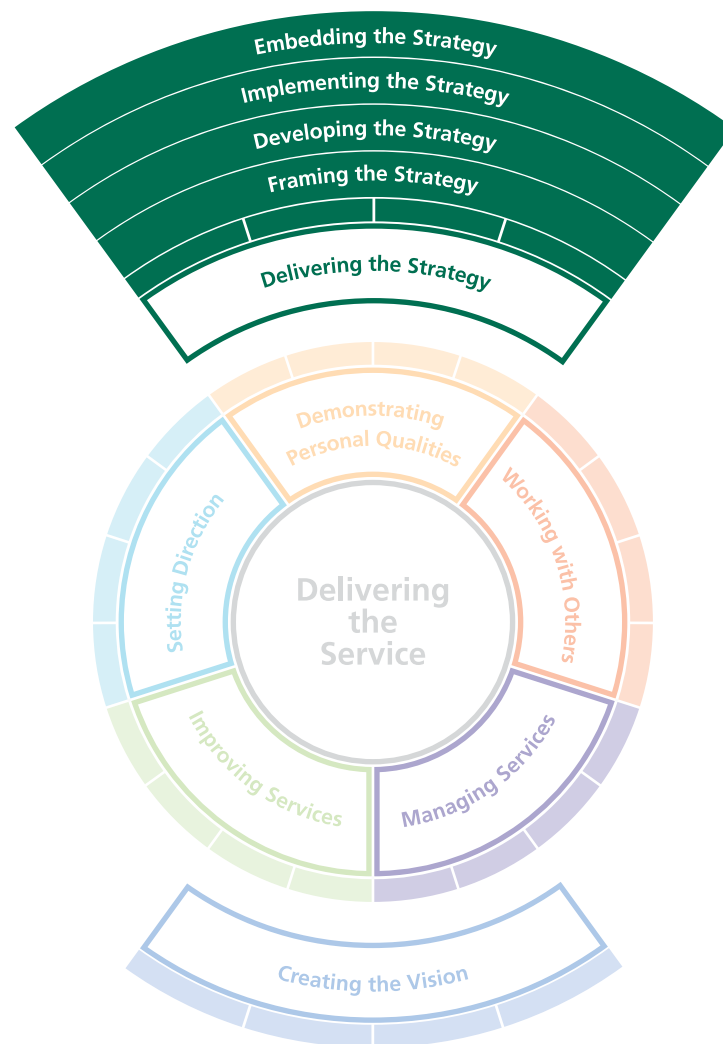 Embedding the Strategy
Implementing the Strategy
Developing the Strategy
Framing the Strategy
Delivering the Strategy
Demonstrating
Personal Qualities
Setting Direction
Working with Others
Delivering
the
Service
Improving Services
Managing Services
Creating the Vision